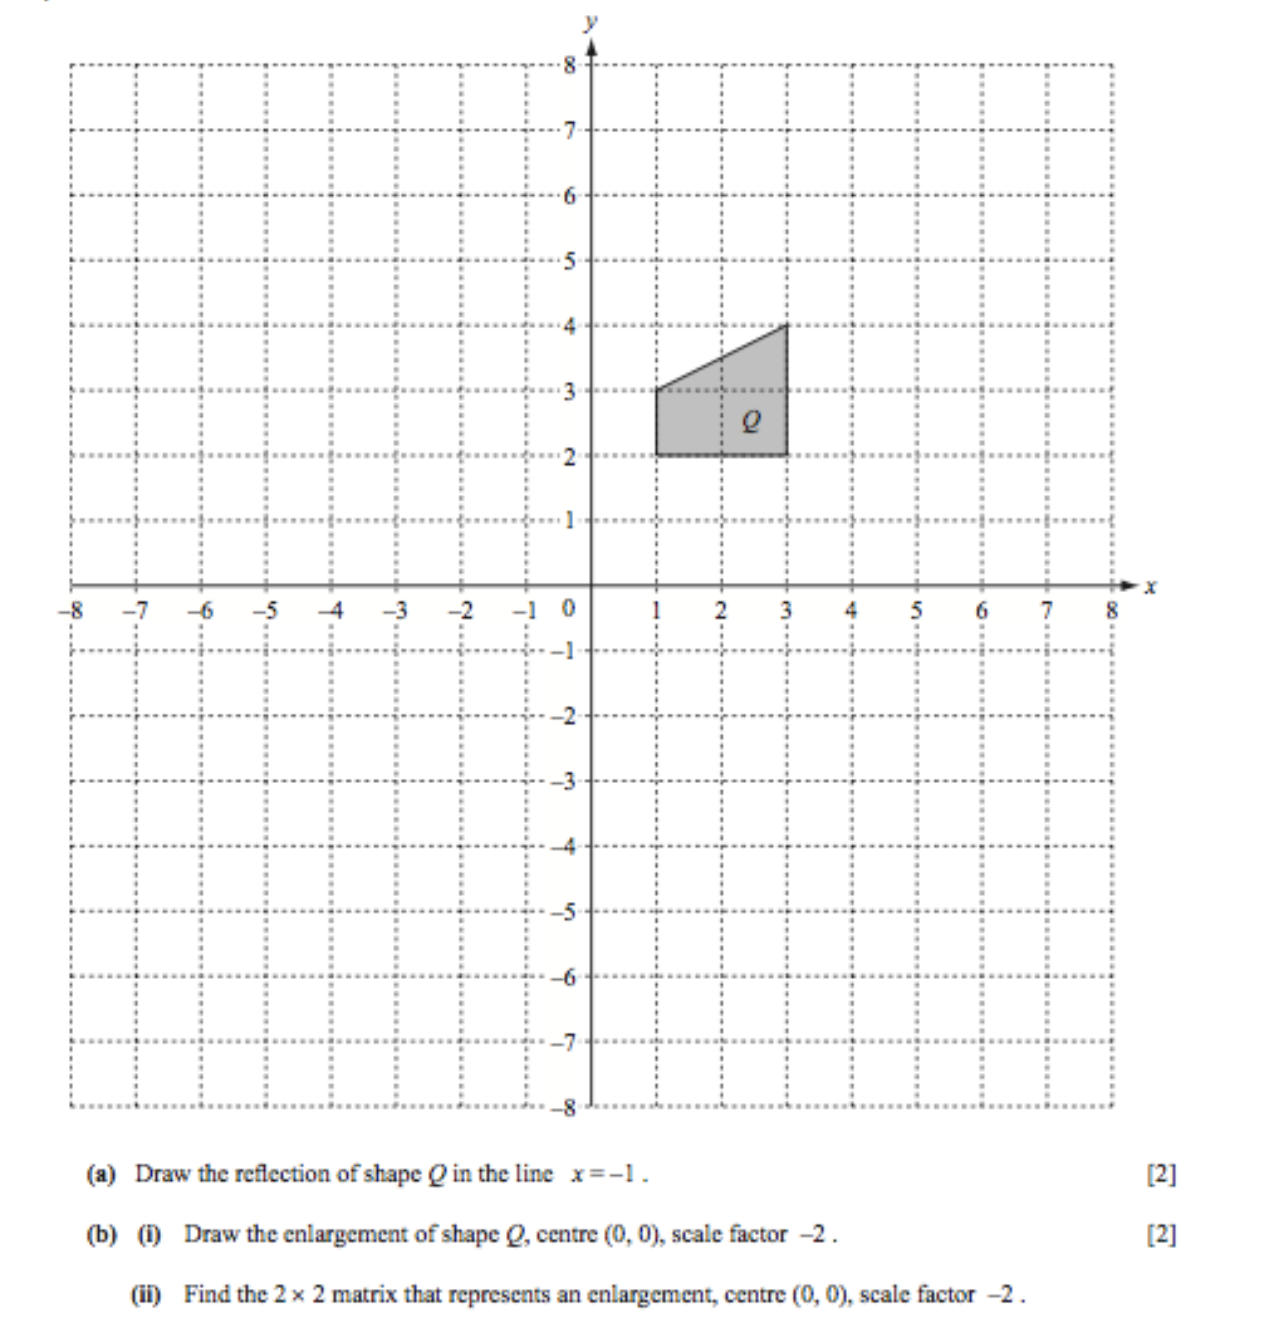 y
8
7
6
5
4
3
Q
2
1
x
–8 –7 –6 –5 –4 –3 –2 –1 0 1 2 3 4 5 6 7 8
–1
–2
–3
–4
–5
–6
–7
–8
(a) Draw the reflection of shape Q in the line x = –1 . [2]
(b) (i) Draw the enlargement of shape Q, centre (0, 0), scale factor –2 . [2]
(ii) Find the 2 × 2 matrix that represents an enlargement, centre (0, 0), scale factor –2 .